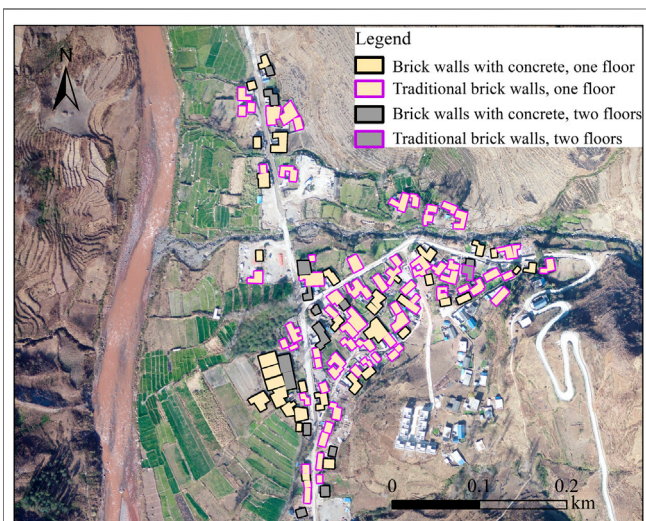 Legend
N
Brick walls with concrete, one floor
Traditional brick walls, one floor
Brick walls with concrete, two floors
Traditional brick walls, two floors
0 0.1 0.2
km